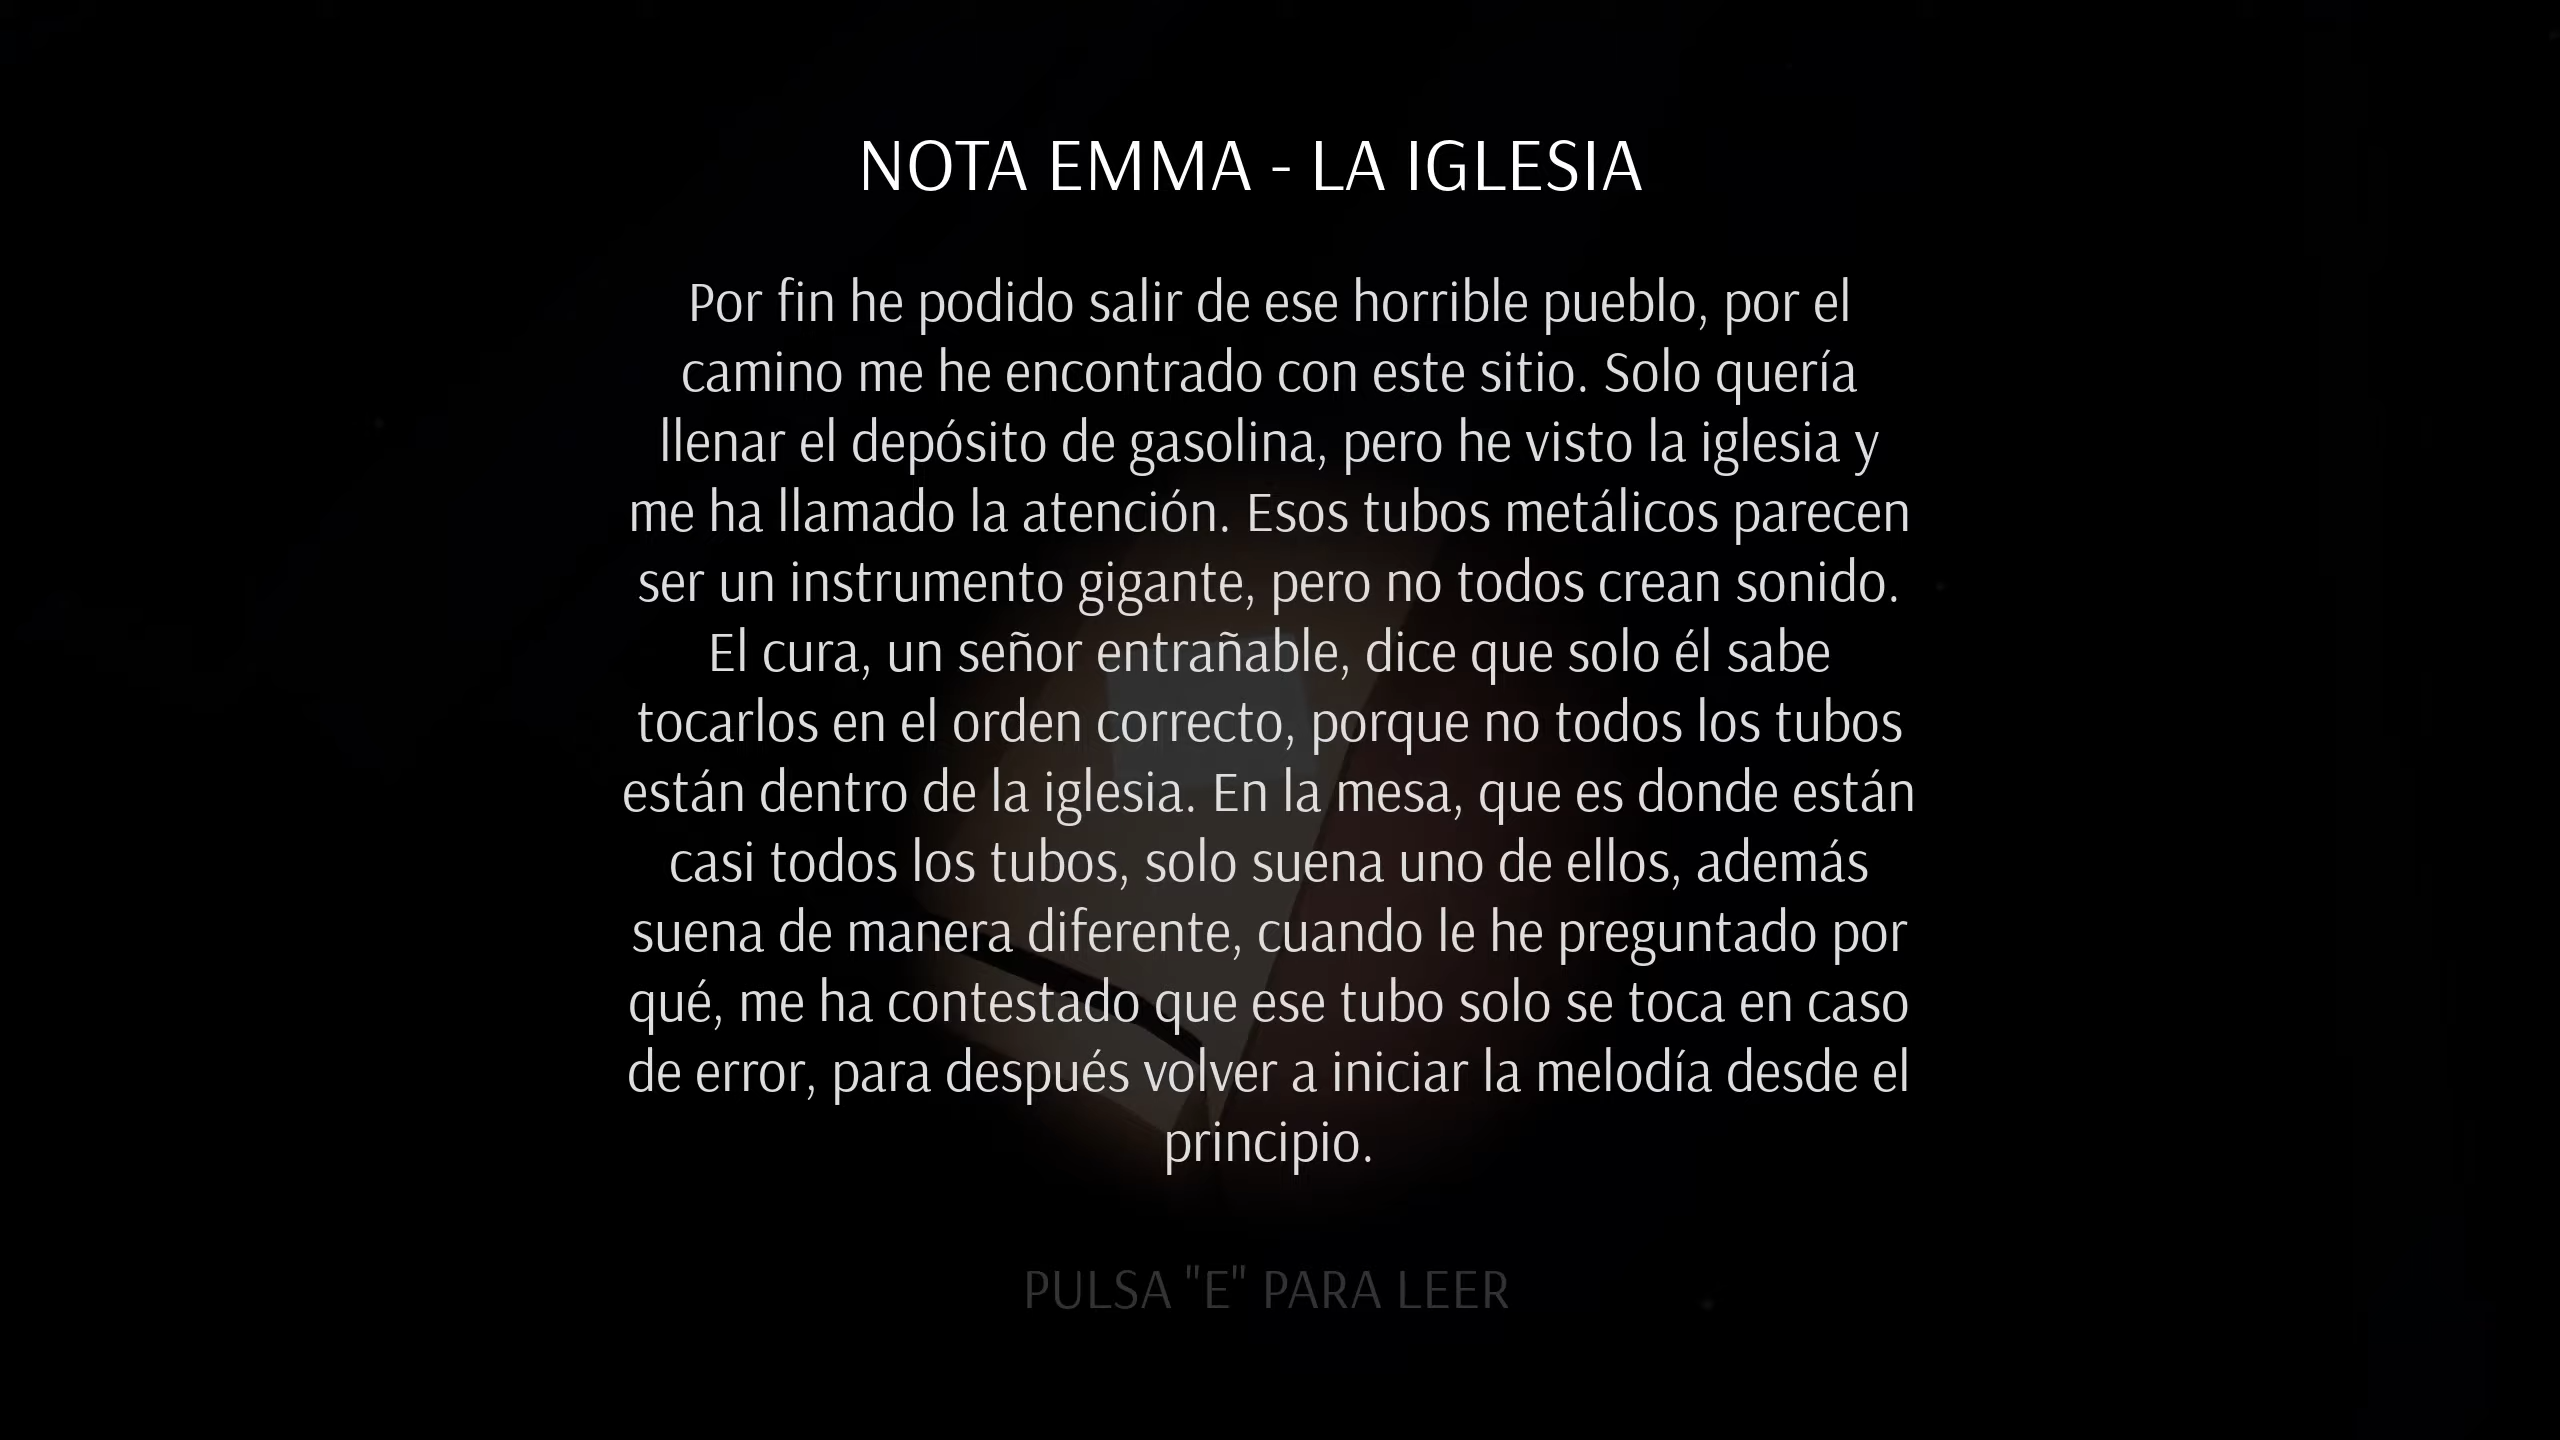 NOTA EMMA - LA IGLESIA
Por fin he podido salir de ese horrible pueblo, por el
camino me he encontrado con este sitio. Solo quería
llenar el depósito de gasolina, pero he visto la iglesia y
me ha llamado la atención. Esos tubos metálicos parecen
ser un instrumento gigante, pero no todos crean sonido.
El cura, un señor entrañable, dice que solo él sabe
tocarlos en el orden correcto, porque no todos los tubos
están dentro de la iglesia. En la mesa, que es donde están
casi todos los tubos, solo suena uno de ellos, además
suena de manera diferente, cuando le he preguntado por
qué, me ha contestado que ese tubo solo se toca en caso
de error, para después volver a iniciar la melodía desde el
principio.
PULSA "E" PARA LEER